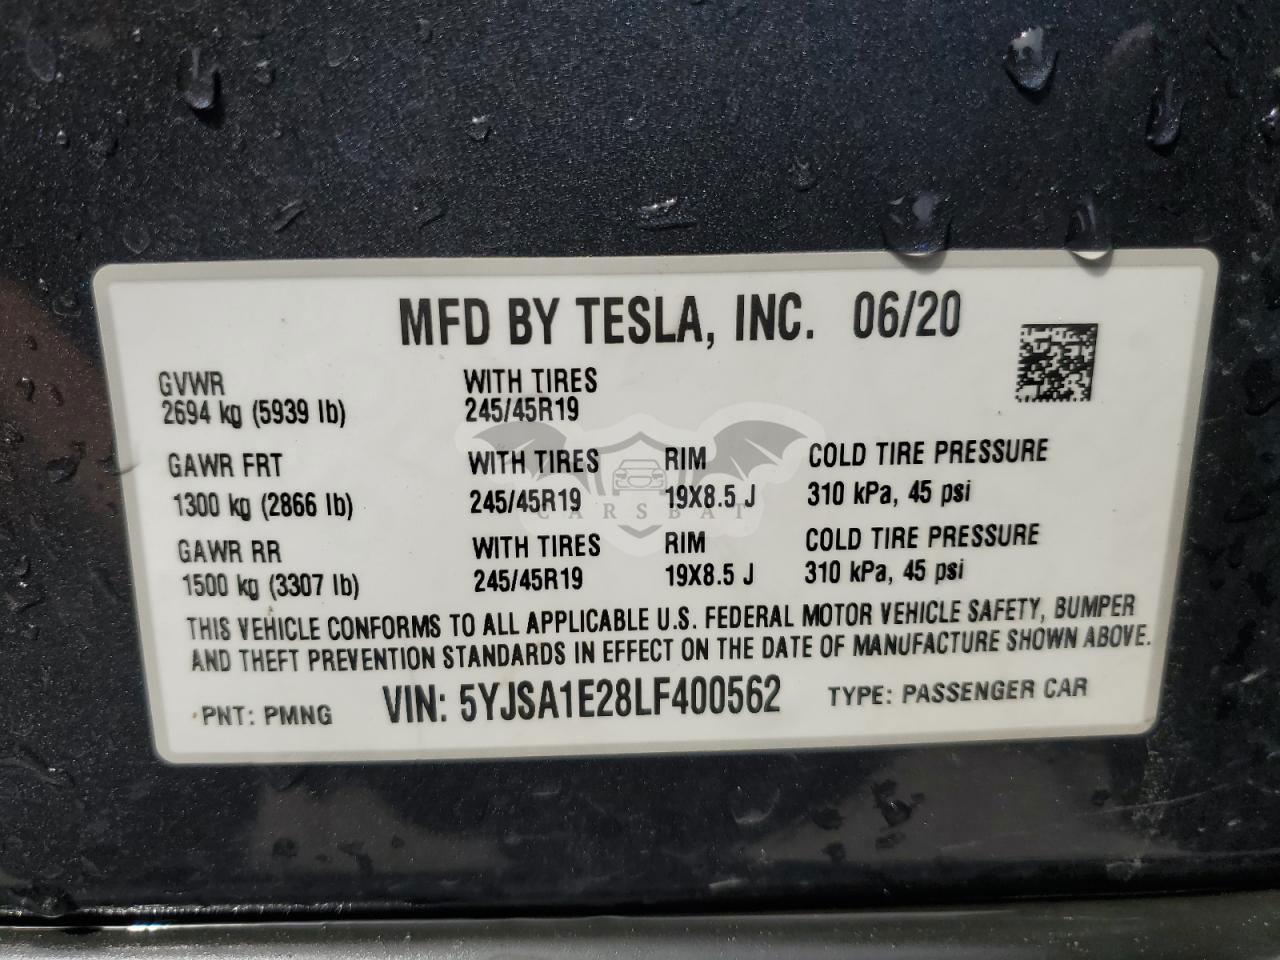 MFD BY TESLA, INC. 06/20
GVWR WITH TIRES
2694 kg (5939 lb) 245/45R19
GAWR FRT WITH TIRES RIM COLD TIRE PRESSURE
1300 kg (2866 lb) 245/45R19 19X8.5 J 310 kPa, 45 psi
CARSBAT
GAWR RR WITH TIRES RIM COLD TIRE PRESSURE
1500 kg (3307 lb) 245/45R19 19X8.5 J 310 kPa, 45 psi
THIS VEHICLE CONFORMS TO ALL APPLICABLE U.S. FEDERAL MOTOR VEHICLE SAFETY, BUMPER
AND THEFT PREVENTION STANDARDS IN EFFECT ON THE DATE OF MANUFACTURE SHOWN ABOVE.
PNT: PMNG VIN: 5YJSA1E28LF400562 TYPE: PASSENGER CAR